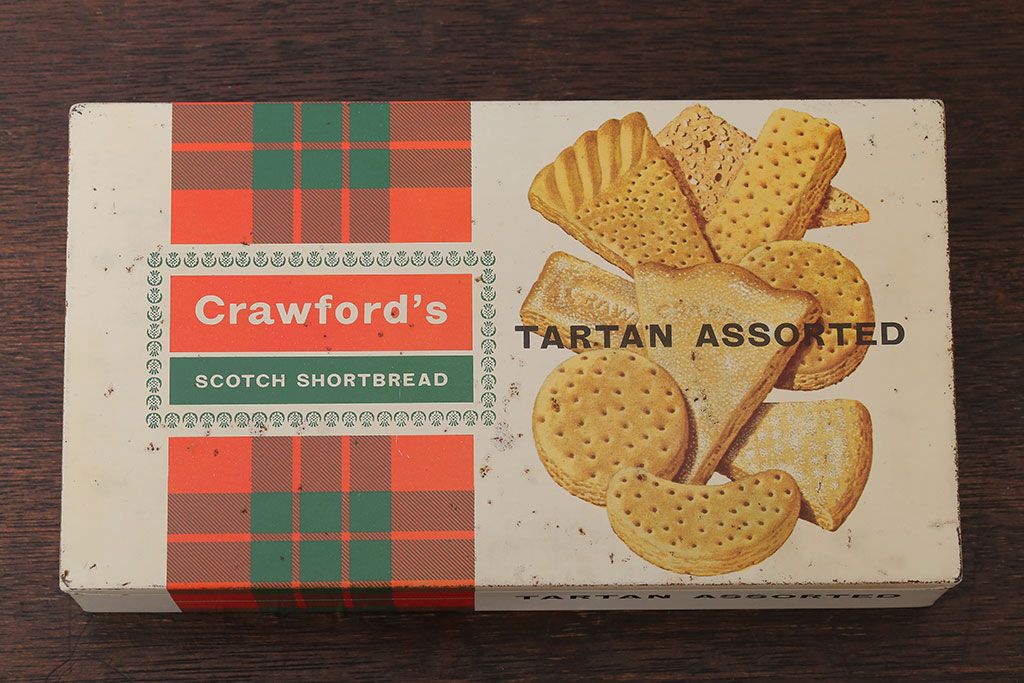 Crawford's
SCOTCH SHORTBREAD
TARTAN ASSORTED
TARTAN ASSORTED